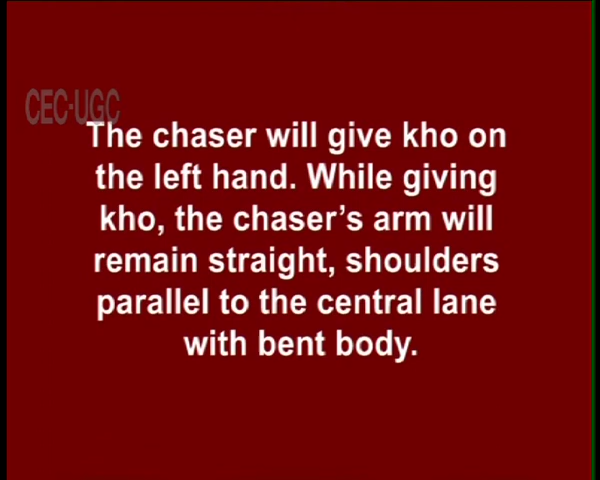 CEC-UGC
The chaser will give kho on
the left hand. While giving
kho, the chaser's arm will
remain straight, shoulders
parallel to the central lane
with bent body.